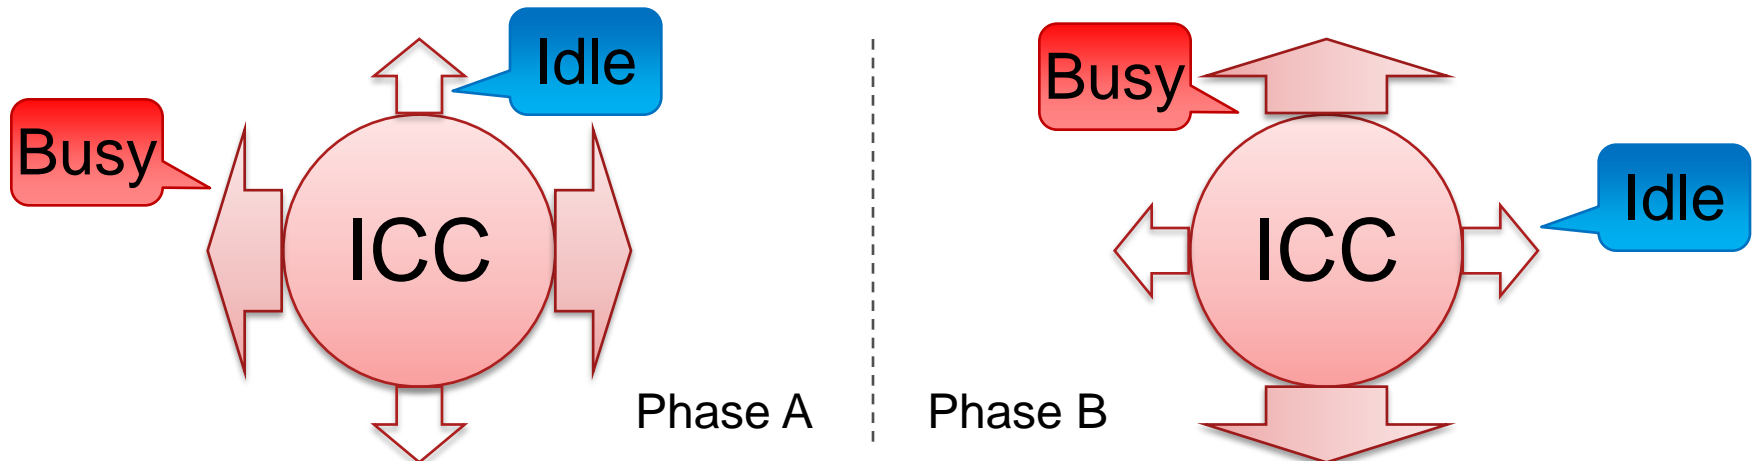 Idle
Busy
ICC
Phase A
Busy
Idle
ICC
Phase B